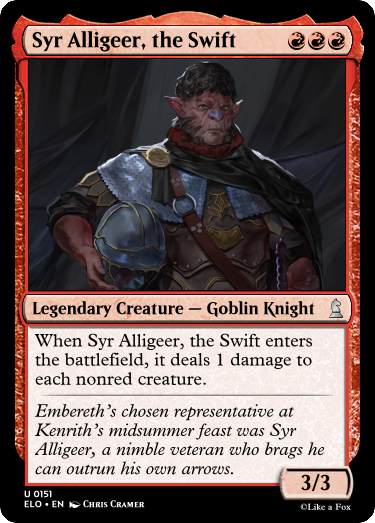 Syr Alligeer, the Swift
Legendary Creature — Goblin Knight
When Syr Alligeer, the Swift enters
the battlefield, it deals 1 damage to
each nonred creature.
Embereth's chosen representative at
Kenrith's midsummer feast was Syr
Alligeer, a nimble veteran who brags he
can outrun his own arrows.
3/3
U 0151
ELO • EN Chris Cramer
©Like a Fox